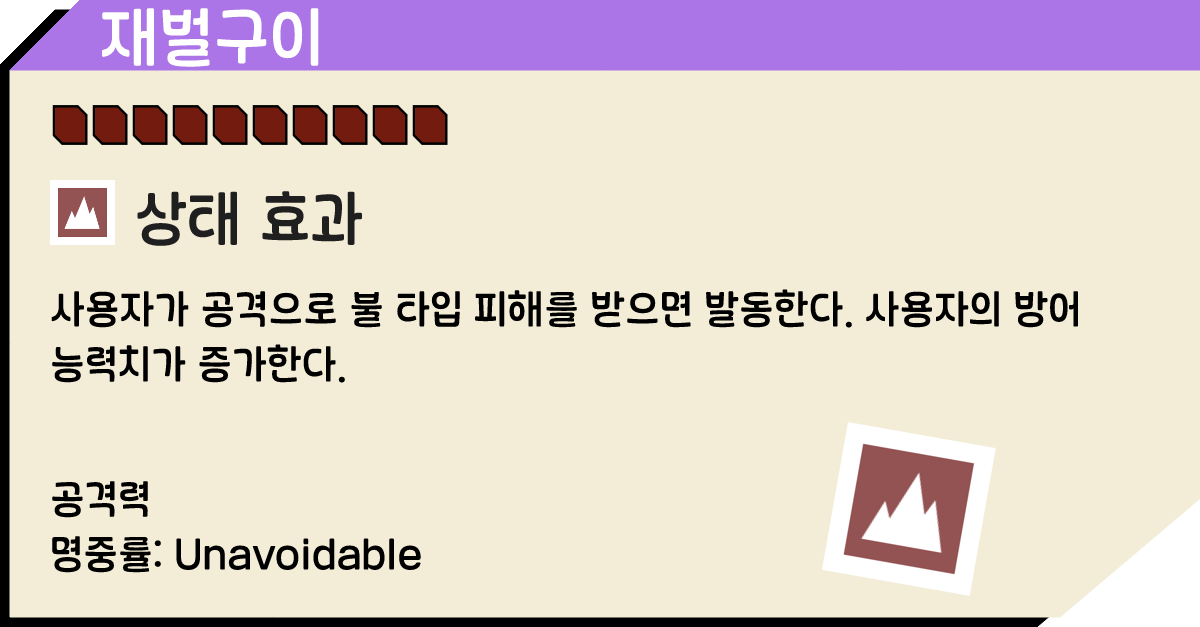 재벌구이
상태 효과
사용자가 공격으로 불 타입 피해를 받으면 발동한다. 사용자의 방어
능력치가 증가한다.
공격력
명중률: Unavoidable